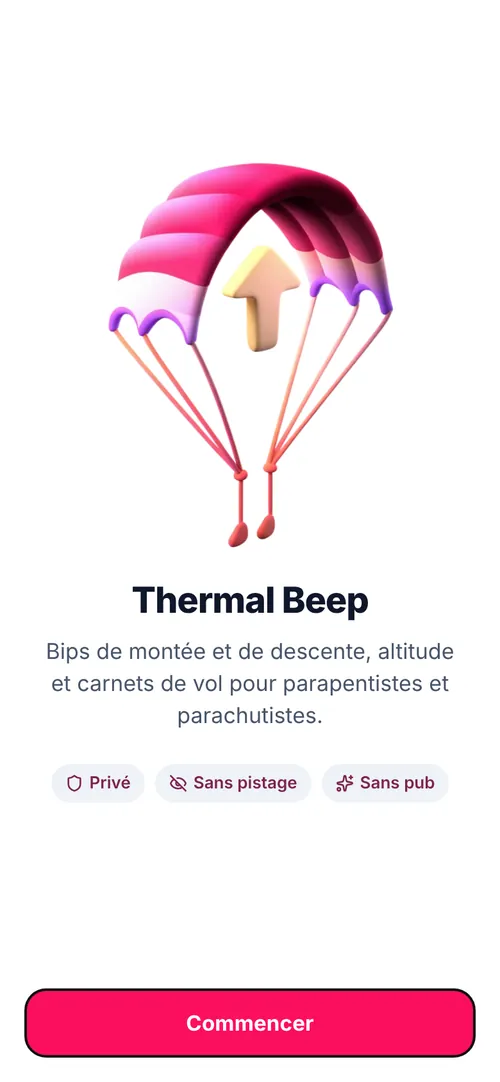 Thermal Beep
Bips de montée et de descente, altitude
et carnets de vol pour parapentistes et
parachutistes.
Privé
Sans pistage
Sans pub
Commencer